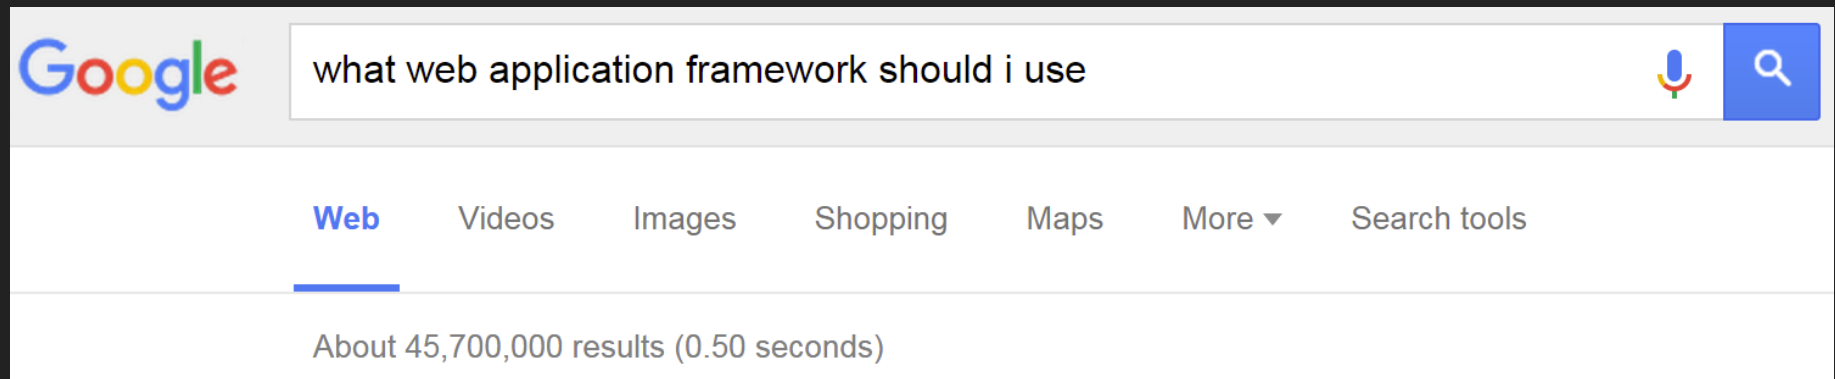 Google what web application framework should i use
Web Videos Images Shopping Maps More Search tools
About 45,700,000 results (0.50 seconds)